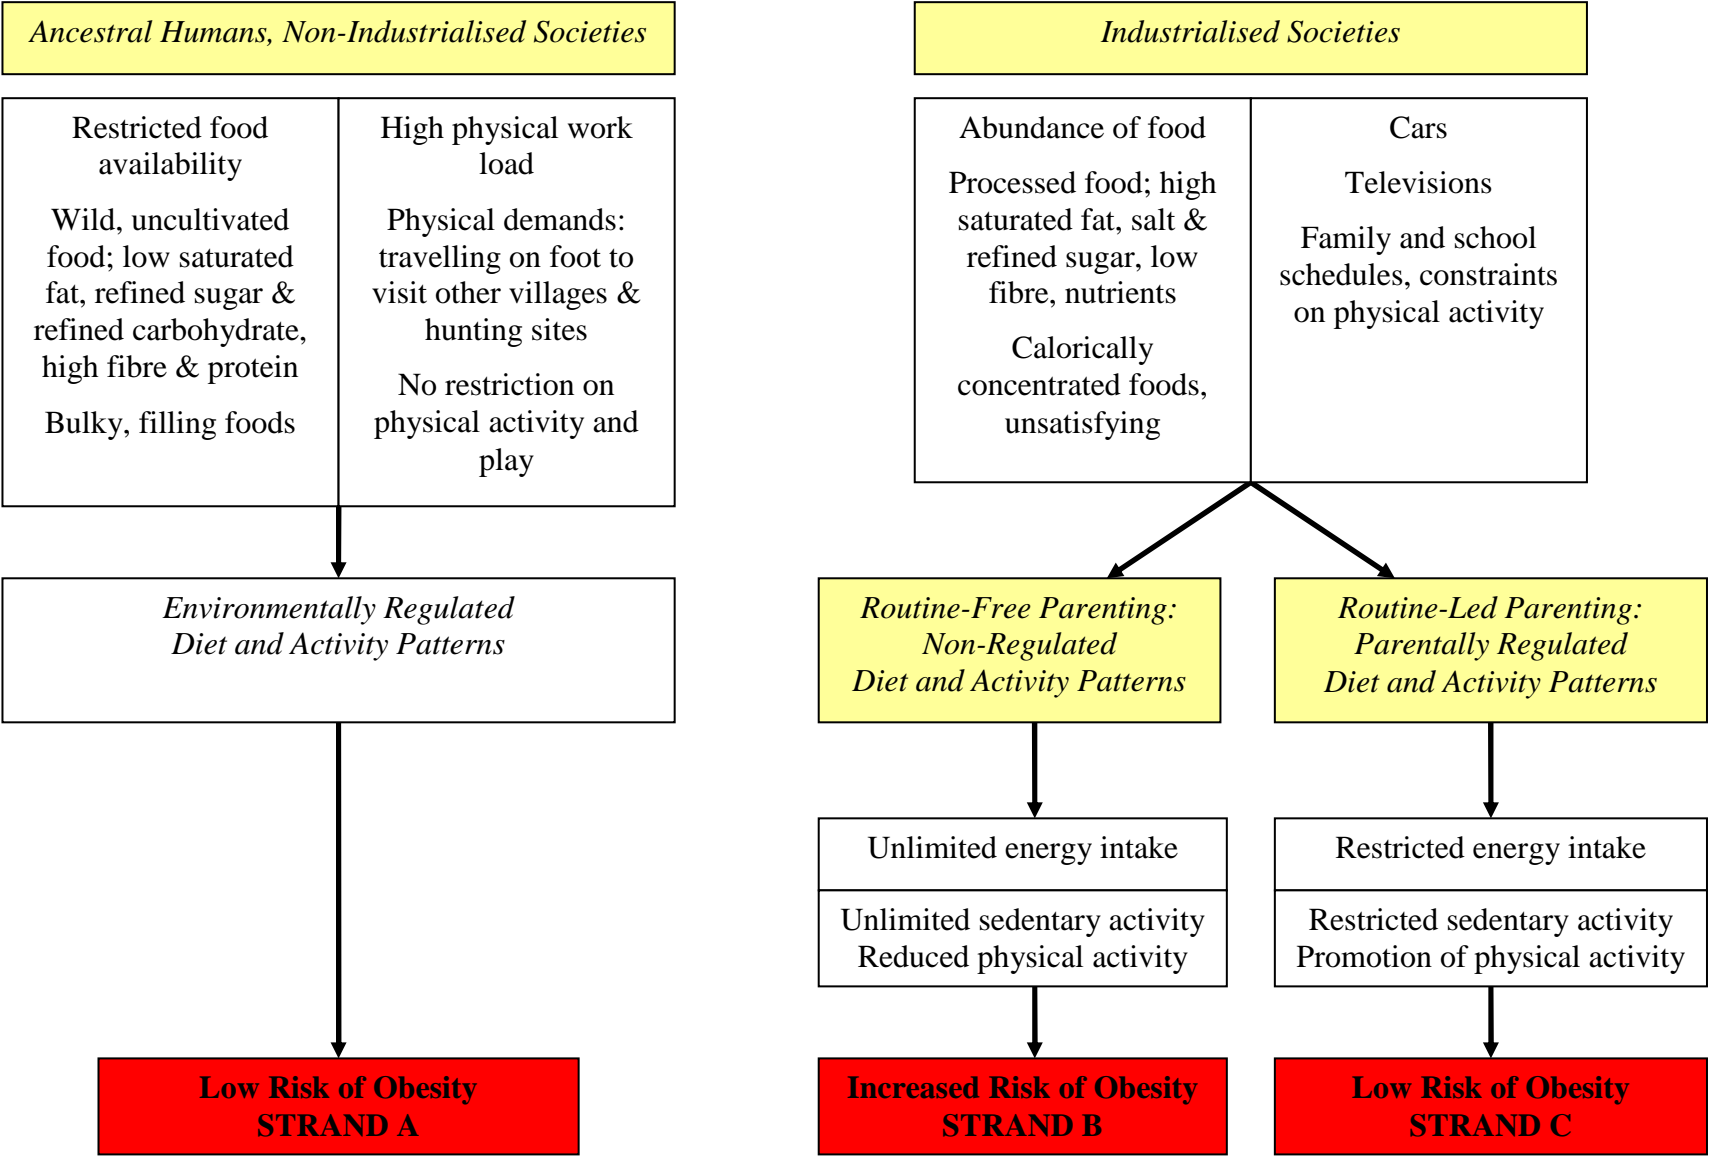 Ancestral Humans, Non-Industrialised Societies
Restricted food
availability
Wild, uncultivated
food; low saturated
fat, refined sugar &
refined carbohydrate,
high fibre & protein
Bulky, filling foods
High physical work
load
Physical demands:
travelling on foot to
visit other villages &
hunting sites
No restriction on
physical activity and
play
Environmentally Regulated
Diet and Activity Patterns
Low Risk of Obesity
STRAND A
Industrialised Societies
Abundance of food
Processed food; high
saturated fat, salt &
refined sugar, low
fibre, nutrients
Calorically
concentrated foods,
unsatisfying
Cars
Televisions
Family and school
schedules, constraints
on physical activity
Routine-Free Parenting:
Non-Regulated
Diet and Activity Patterns
Unlimited energy intake
Unlimited sedentary activity
Reduced physical activity
Increased Risk of Obesity
STRAND B
Routine-Led Parenting:
Parentally Regulated
Diet and Activity Patterns
Restricted energy intake
Restricted sedentary activity
Promotion of physical activity
Low Risk of Obesity
STRAND C